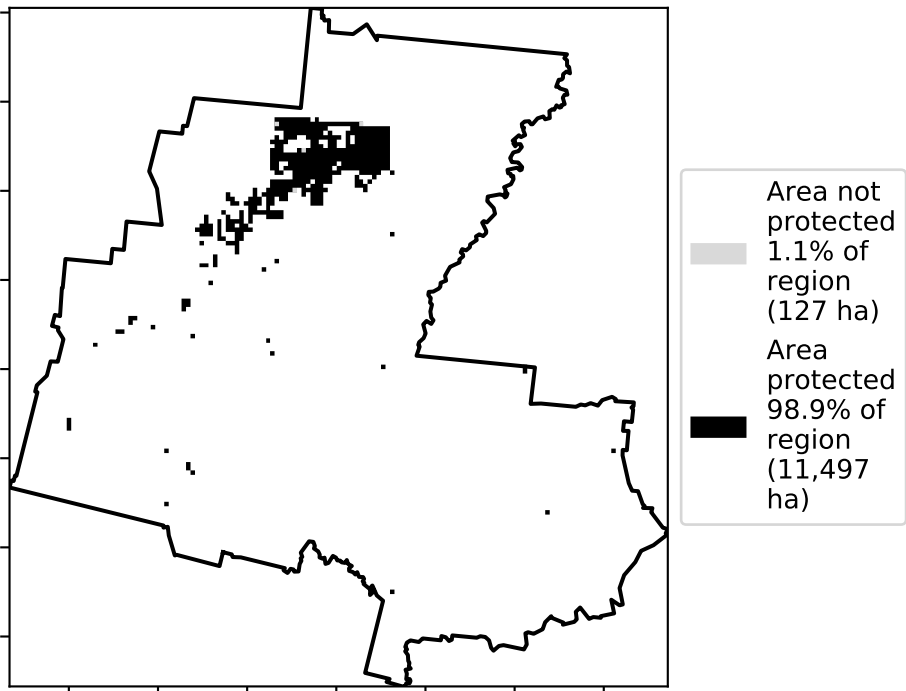 Area not
protected
1.1% of
region
(127 ha)
Area
protected
98.9% of
region
(11,497
ha)